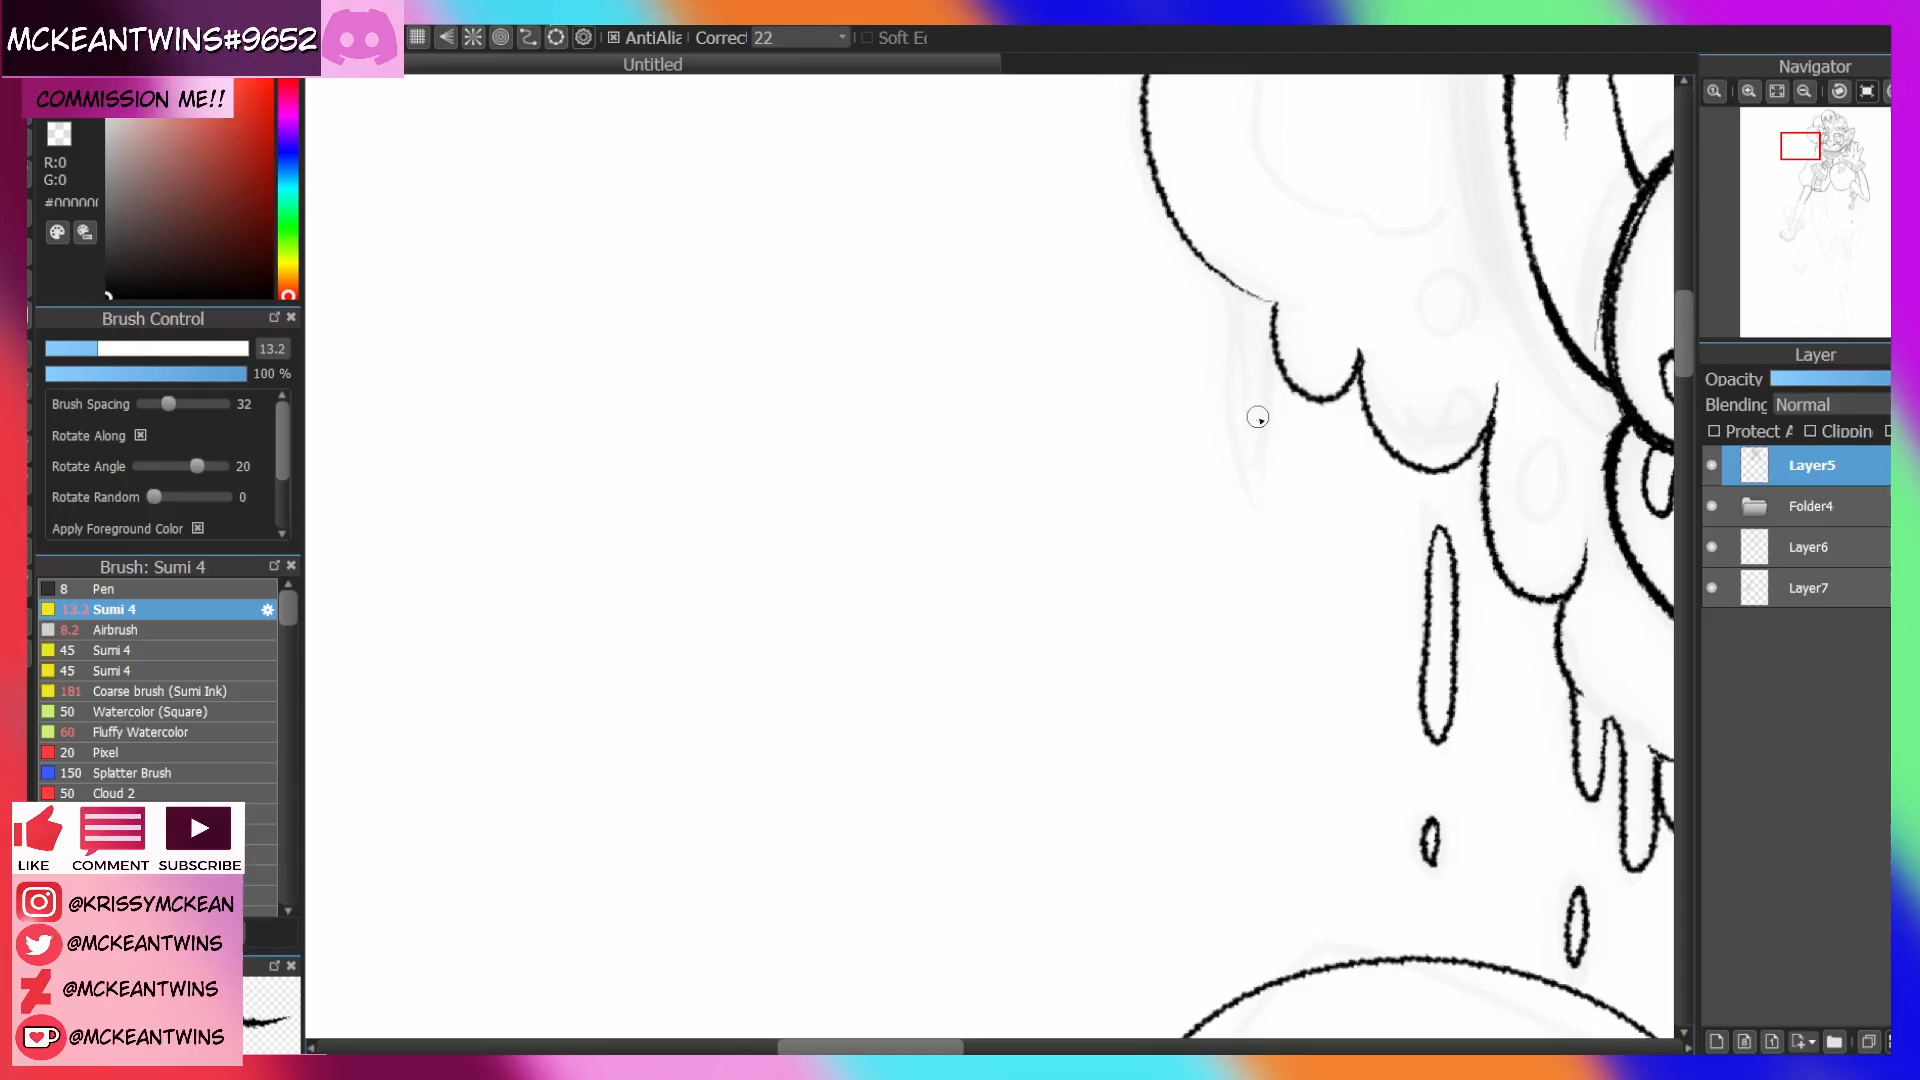 MCKEANTWINS#9652
COMMISSION ME!!
AntiAlia
Correct
22
Soft Ed
Untitled
Navigator
R:0
G:0
#000000
Brush Control
13.2
100 %
Brush Spacing
32
Rotate Along
Rotate Angle
20
Rotate Random
0
Apply Foreground Color
Brush: Sumi 4
8 Pen
13.2 Sumi 4
8.2 Airbrush
45 Sumi 4
45 Sumi 4
181 Coarse brush (Sumi Ink)
50 Watercolor (Square)
60 Fluffy Watercolor
20 Pixel
150 Splatter Brush
50 Cloud 2
LIKE
COMMENT
SUBSCRIBE
@KRISSYMCKEAN
@MCKEANTWINS
@MCKEANTWINS
@MCKEANTWINS
Layer
Opacity
Blending
Normal
Protect A
Clippin
Layer5
Folder4
Layer6
Layer7